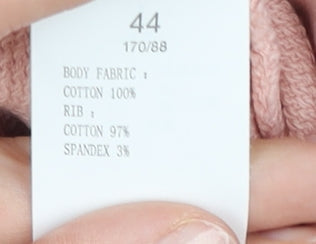 44
170/88
BODY FABRIC :
COTTON 100%
RIB :
COTTON 97%
SPANDEX 3%